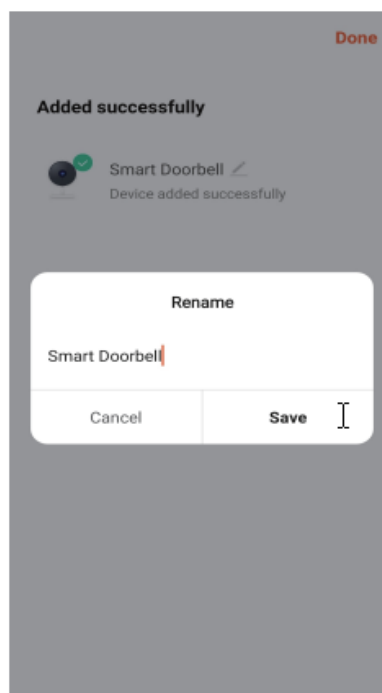 Done
Added successfully
Smart Doorbell
Device added successfully
Rename
Smart Doorbell
Cancel Save